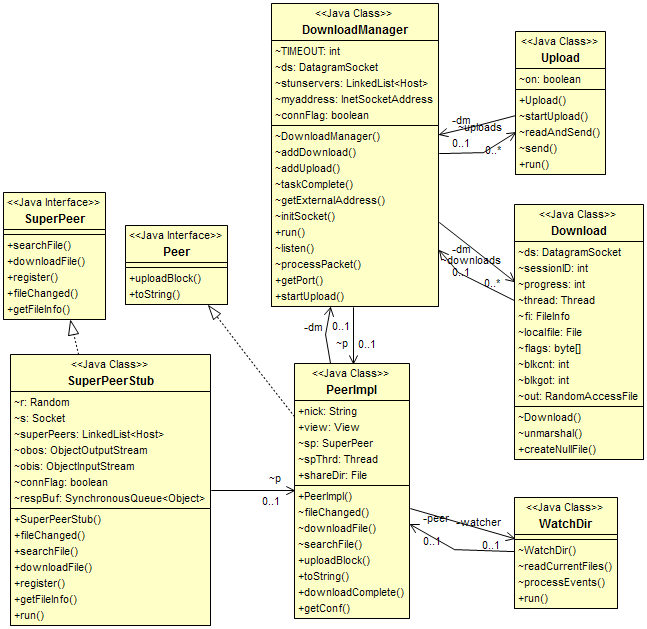 <<Java Class>>
DownloadManager
~TIMEOUT: int
~ds: DatagramSocket
~stunservers: LinkedList<Host>
~myaddress: InetSocketAddress
~connFlag: boolean
~DownloadManager()
~addDownload()
~addUpload()
~taskComplete()
~getExternalAddress()
~initSocket()
+run()
~listen()
~processPacket()
+getPort()
+startUpload()
<<Java Class>>
Upload
~on: boolean
+Upload()
+startUpload()
~readAndSend()
~send()
+run()
-dm
~uploads
0..1
0..*
<<Java Interface>>
SuperPeer
+searchFile()
+downloadFile()
+register()
+fileChanged()
+getFileInfo()
<<Java Interface>>
Peer
+uploadBlock()
+toString()
<<Java Class>>
Download
~ds: DatagramSocket
~sessionID: int
~progress: int
~thread: Thread
~fi: FileInfo
~localfile: File
~flags: byte[]
~blkcnt: int
~blkgot: int
~out: RandomAccessFile
~Download()
~unmarshal()
+createNullFile()
-dm
~downloads
0..1
0..*
-dm
0..1
~p
0..1
<<Java Class>>
SuperPeerStub
~r: Random
~s: Socket
~superPeers: LinkedList<Host>
~obos: ObjectOutputStream
~obis: ObjectInputStream
~connFlag: boolean
~respBuf: SynchronousQueue<Object>
+SuperPeerStub()
+fileChanged()
+searchFile()
+downloadFile()
+register()
+getFileInfo()
+run()
~p
0..1
<<Java Class>>
PeerImpl
+nick: String
+view: View
~sp: SuperPeer
~spThrd: Thread
+shareDir: File
+PeerImpl()
~fileChanged()
~downloadFile()
~searchFile()
+uploadBlock()
+toString()
+downloadComplete()
+getConf()
-peer
-watcher
0..1
0..1
<<Java Class>>
WatchDir
~WatchDir()
~readCurrentFiles()
~processEvents()
+run()